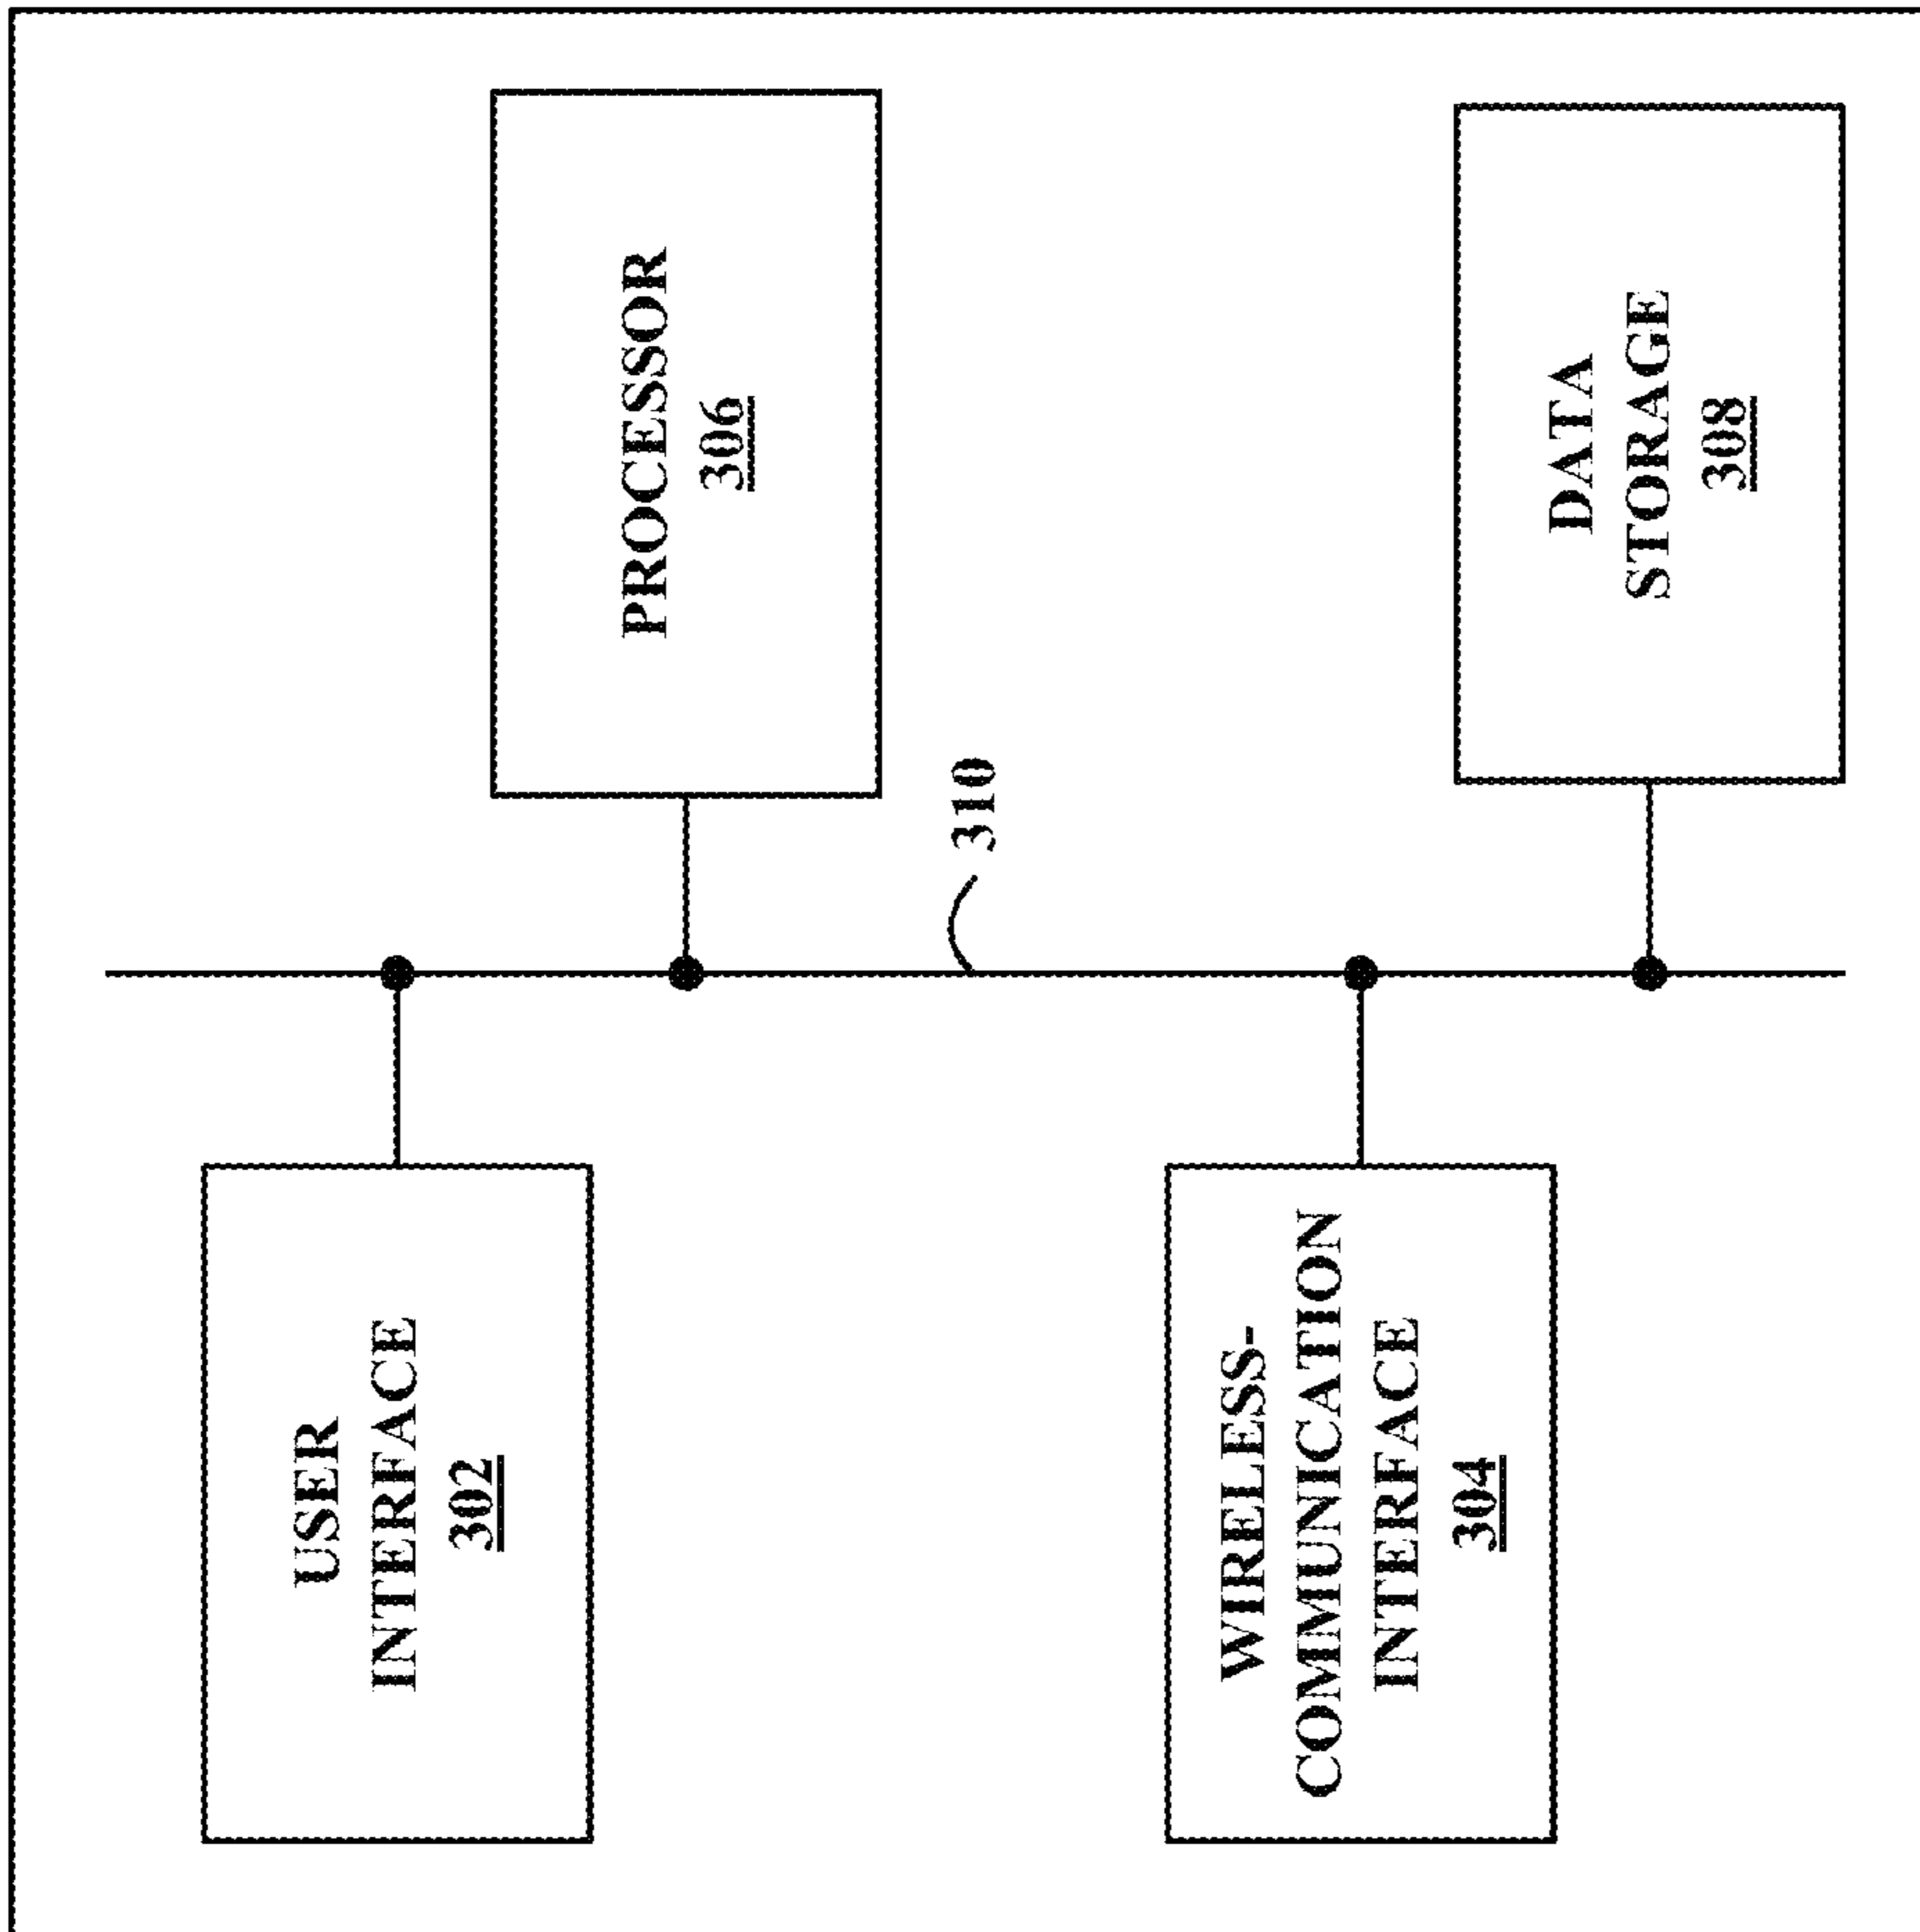 USER
INTERFACE
302
PROCESSOR
306
310
WIRELESS-
COMMUNICATION
INTERFACE
304
DATA
STORAGE
308